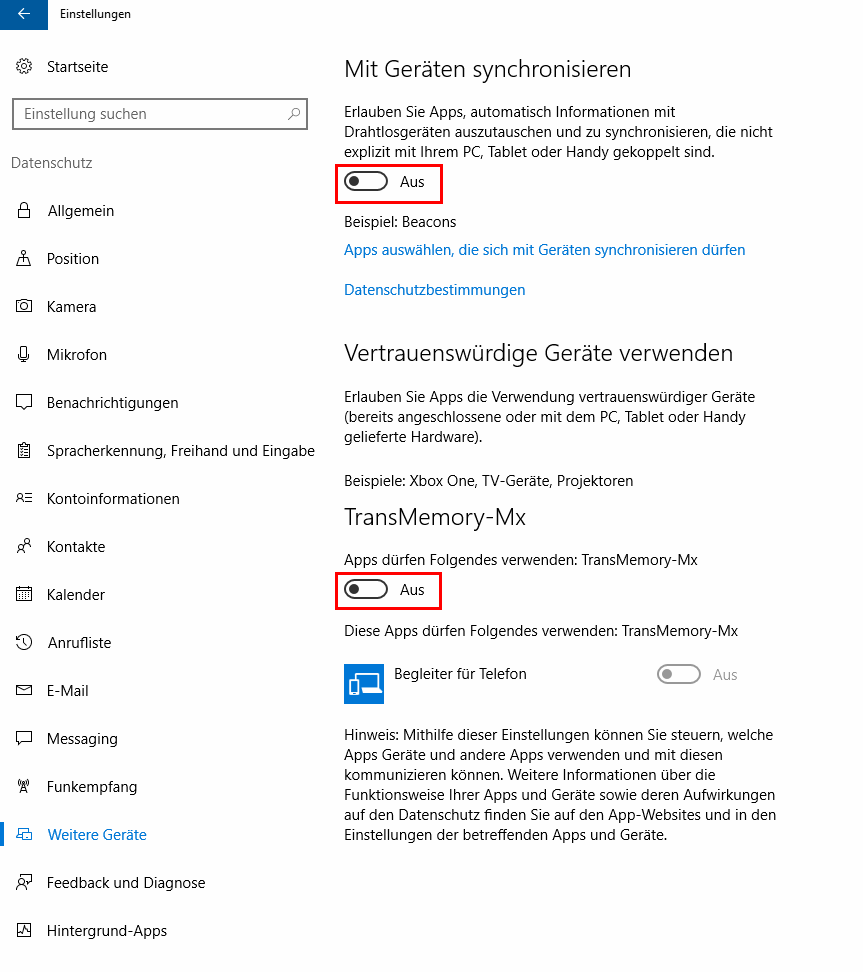 Einstellungen
Startseite
Einstellung suchen
Datenschutz
Allgemein
Position
Kamera
Mikrofon
Benachrichtigungen
Spracherkennung, Freihand und Eingabe
Kontoinformationen
Kontakte
Kalender
Anrufliste
E-Mail
Messaging
Funkempfang
Weitere Geräte
Feedback und Diagnose
Hintergrund-Apps
Mit Geräten synchronisieren
Erlauben Sie Apps, automatisch Informationen mit
Drahtlosgeräten auszutauschen und zu synchronisieren, die nicht
explizit mit Ihrem PC, Tablet oder Handy gekoppelt sind.
Aus
Beispiel: Beacons
Apps auswählen, die sich mit Geräten synchronisieren dürfen
Datenschutzbestimmungen
Vertrauenswürdige Geräte verwenden
Erlauben Sie Apps die Verwendung vertrauenswürdiger Geräte
(bereits angeschlossene oder mit dem PC, Tablet oder Handy
gelieferte Hardware).
Beispiele: Xbox One, TV-Geräte, Projektoren
TransMemory-Mx
Apps dürfen Folgendes verwenden: TransMemory-Mx
Aus
Diese Apps dürfen Folgendes verwenden: TransMemory-Mx
Begleiter für Telefon Aus
Hinweis: Mithilfe dieser Einstellungen können Sie steuern, welche
Apps Geräte und andere Apps verwenden und mit diesen
kommunizieren können. Weitere Informationen über die
Funktionsweise Ihrer Apps und Geräte sowie deren Aufwirkungen
auf den Datenschutz finden Sie auf den App-Websites und in den
Einstellungen der betreffenden Apps und Geräte.